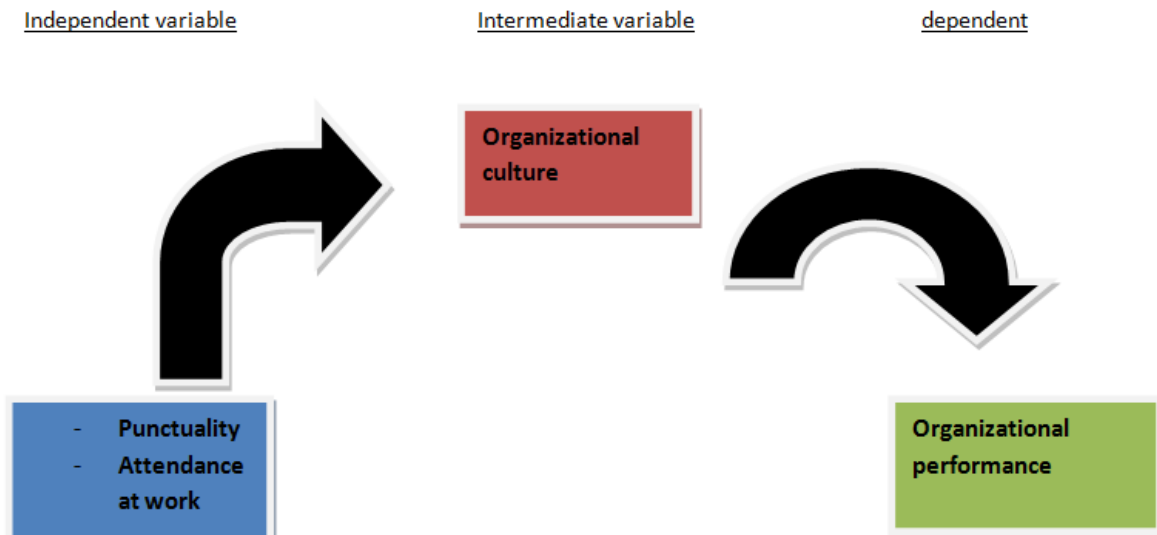 Independent variable
Intermediate variable
dependent
Organizational
culture
- Punctuality
- Attendance
at work
Organizational
performance